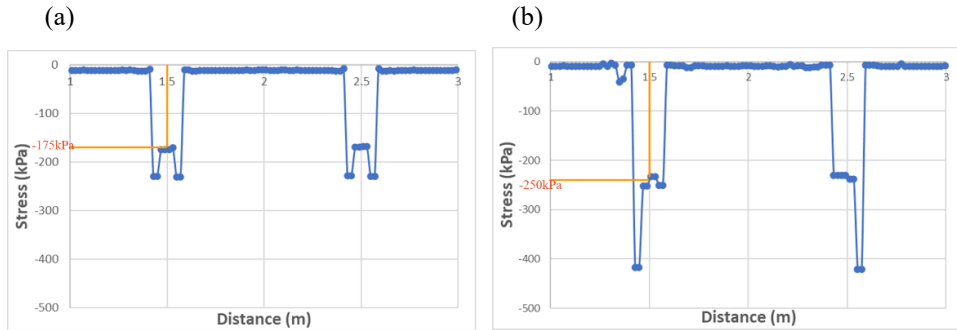 (a)
(b)
0
-100
-200
-300
-400
-500
1
1.5
2
2.5
3
-175kPa
Stress (kPa)
Distance (m)
0
-100
-200
-300
-400
-500
1
1.5
2
2.5
3
-250kPa
Stress (kPa)
Distance (m)